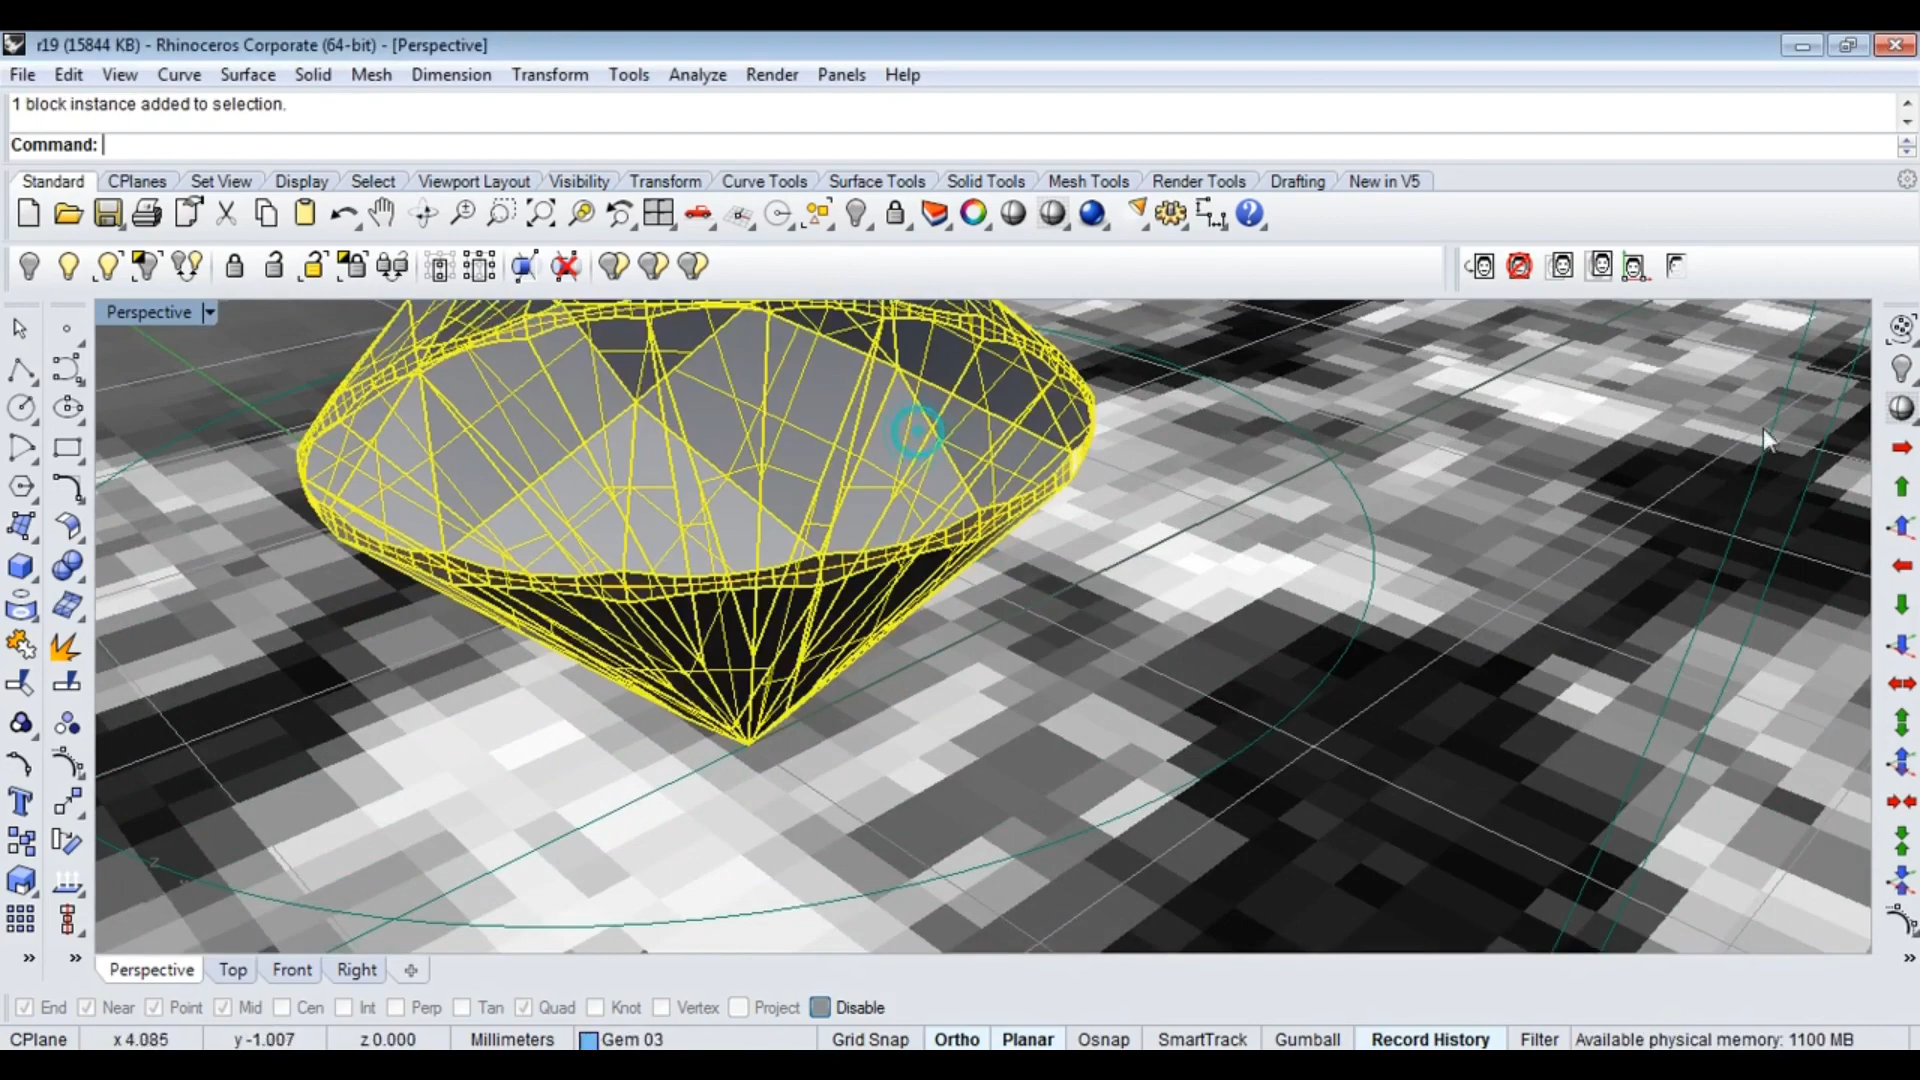 r19 (15844 KB) - Rhinoceros Corporate (64-bit) - [Perspective]
File Edit View Curve Surface Solid Mesh Dimension Transform Tools Analyze Render Panels Help
1 block instance added to selection.
Command:
Standard CPlanes Set View Display Select Viewport Layout Visibility Transform Curve Tools Surface Tools Solid Tools Mesh Tools Render Tools Drafting New in V5
Perspective
z
Perspective Top Front Right
End Near Point Mid Cen Int Perp Tan Quad Knot Vertex Project Disable
CPlane x 4.085 y -1.007 z 0.000 Millimeters Gem 03 Grid Snap Ortho Planar Osnap SmartTrack Gumball Record History Filter Available physical memory: 1100 MB